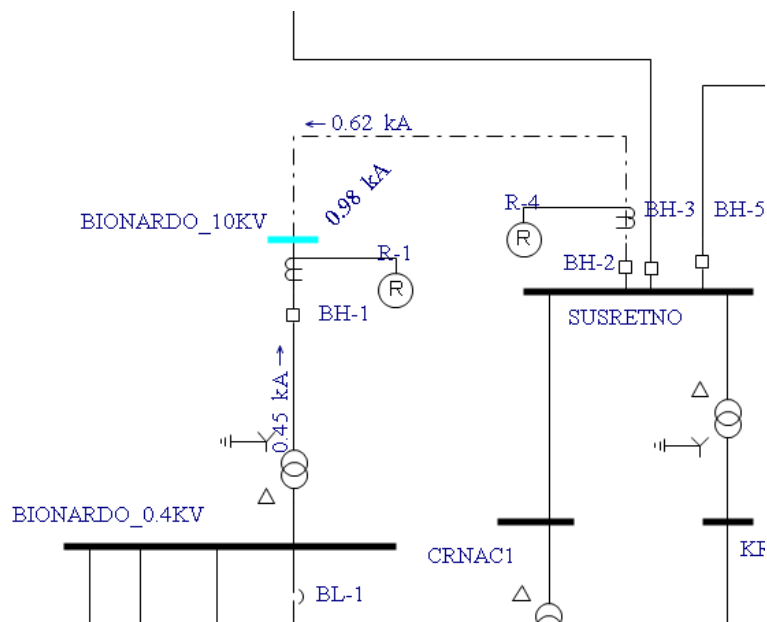 ← 0.62 kA
0.98 kA
R-4
BH-3
BH-5
BIONARDO_10KV
R-1
R
BH-2
R
BH-1
SUSRETNO
0.45 kA →
BIONARDO_0.4KV
CRNAC1
KR
BL-1